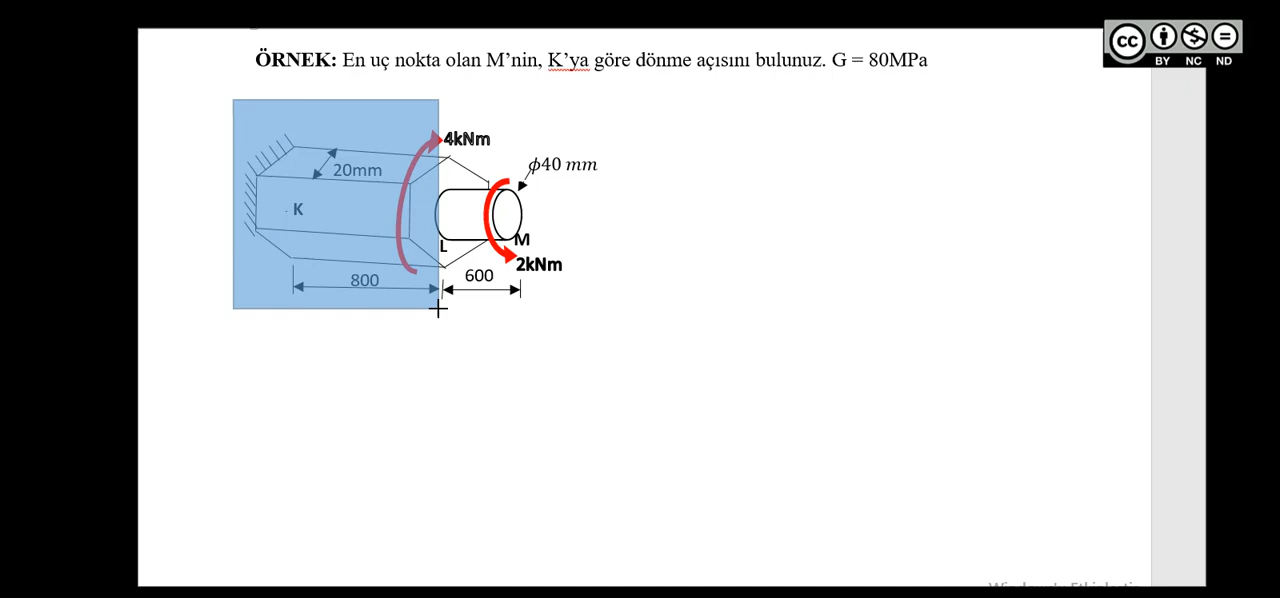 ÖRNEK: En uç nokta olan M’nin, K’ya göre dönme açısını bulunuz. G = 80MPa
cc
BY NC ND
4kNm
ϕ40 mm
20mm
K
L
M
2kNm
800
600